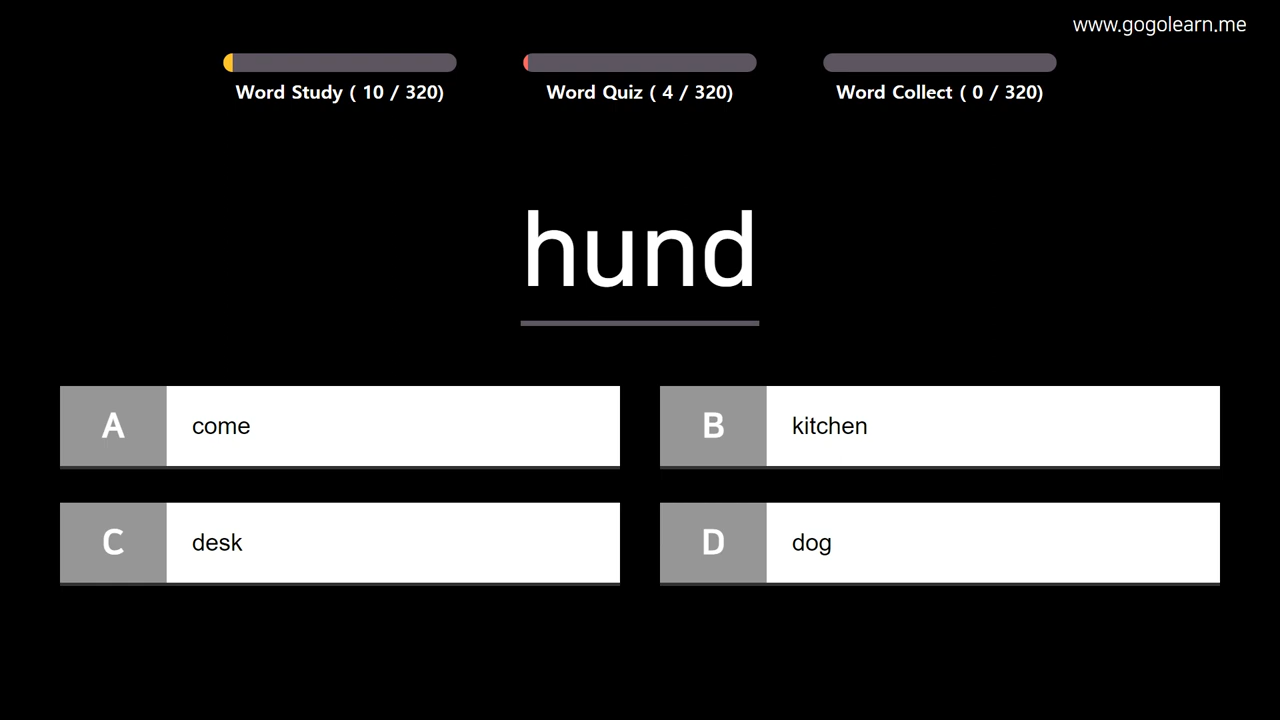 www.gogolearn.me
Word Study ( 10 / 320)
Word Quiz ( 4 / 320)
Word Collect ( 0 / 320)
hund
A come
B kitchen
C desk
D dog